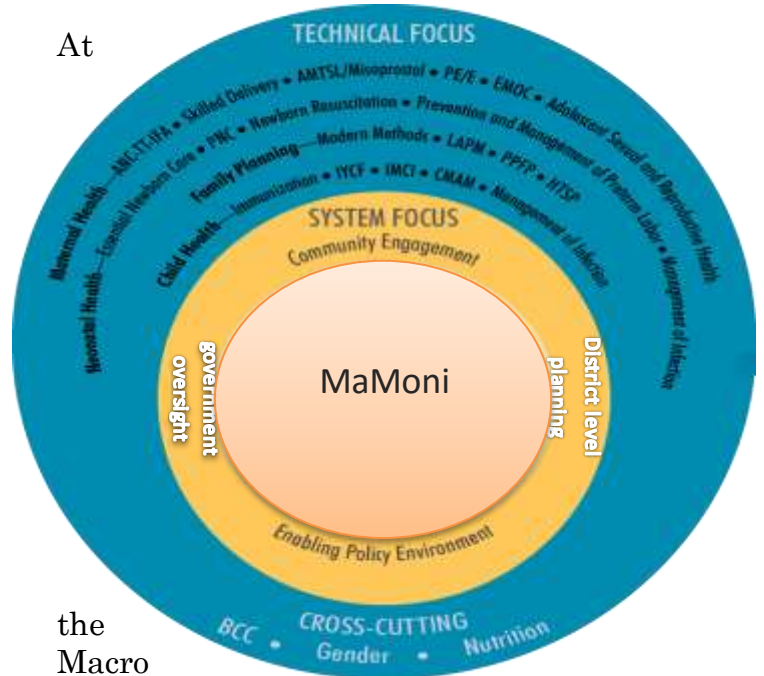 At
TECHNICAL FOCUS
Maternal Health—ANC-TT-IFA • Skilled Delivery • AMTSL/Misoprostol • PE/E • EMOC • Adolescent Sexual and Reproductive Health
Neonatal Health—Essential Newborn Care • PNC • Newborn Resuscitation • Prevention and Management of Preterm Labor • Management of Infection
Family Planning—Modern Methods • LAPM • PPFP • HTSP
Child Health—Immunization • IYCF • IMCI • CMAM • Management of Infection
SYSTEM FOCUS
Community Engagement
government
oversight
MaMoni
District level
planning
Enabling Policy Environment
CROSS-CUTTING
BCC • Gender • Nutrition
the
Macro